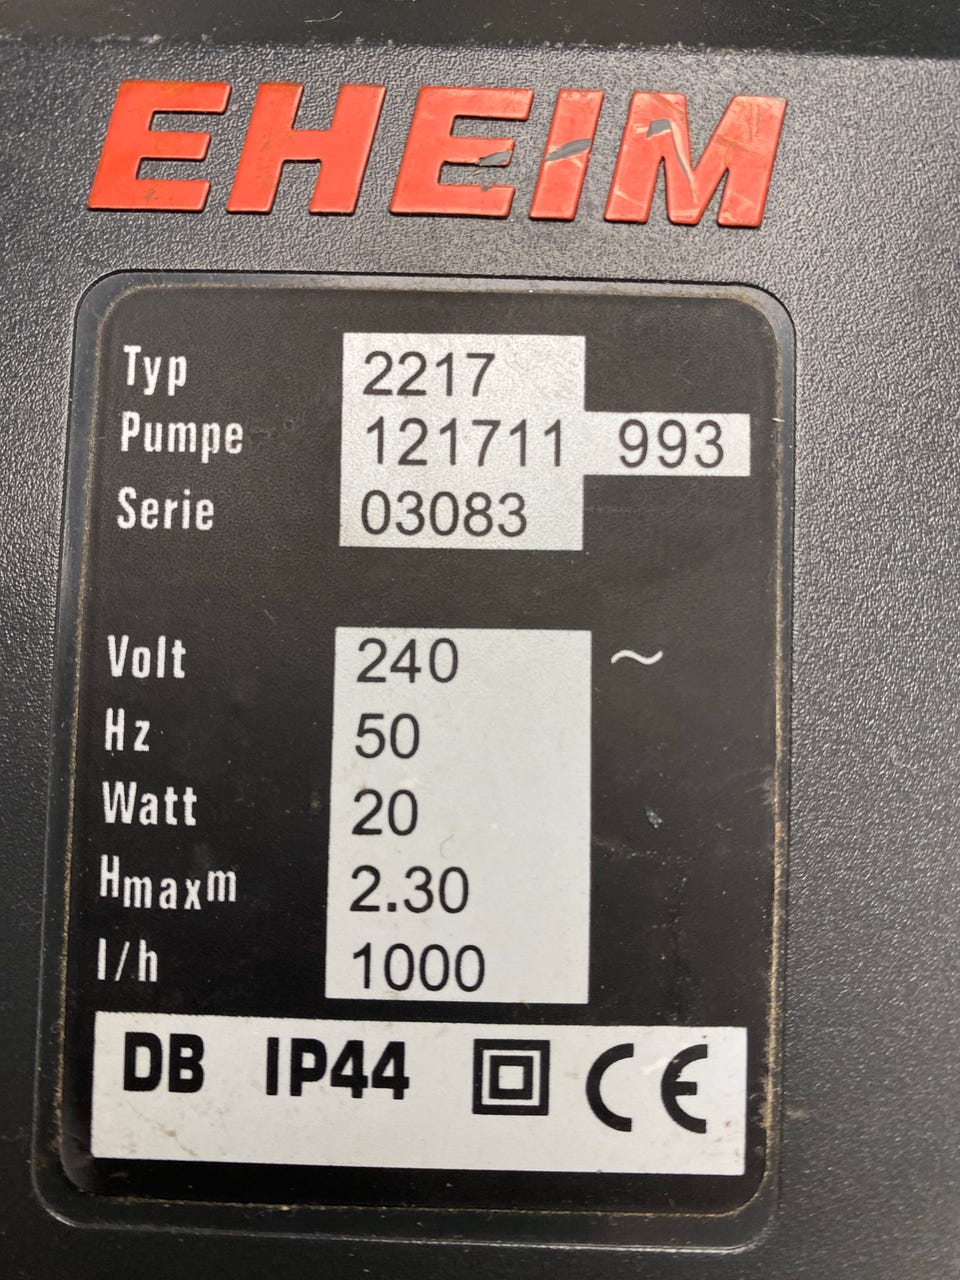 EHEIM
Typ 2217
Pumpe 121711 993
Serie 03083
Volt 240 ~
Hz 50
Watt 20
Hmaxm 2.30
l/h 1000
DB IP44 CE